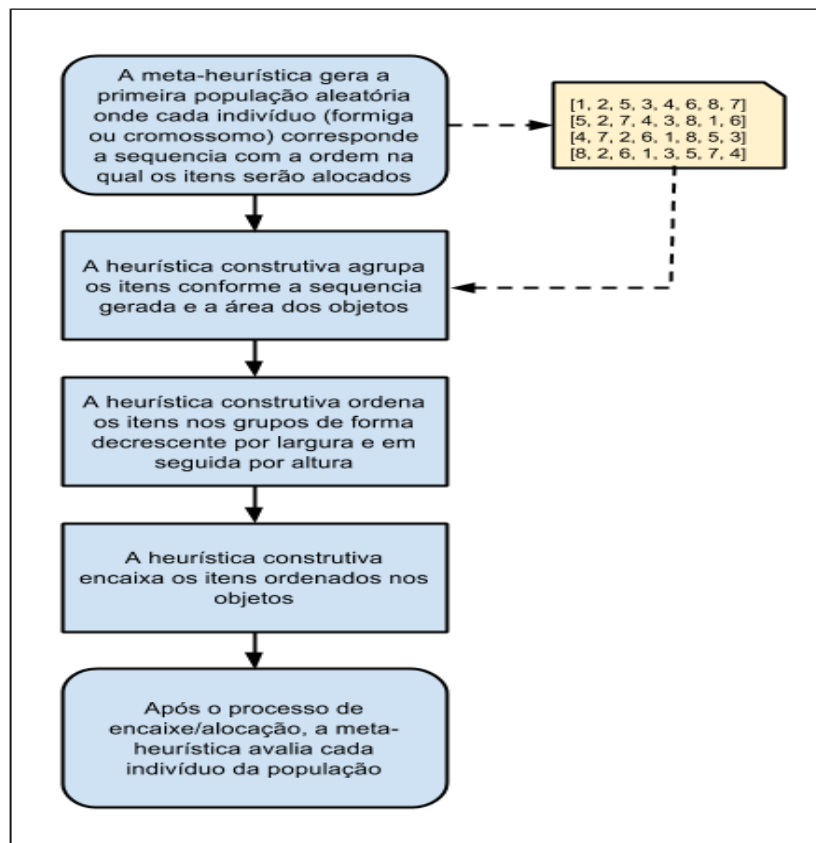 A meta-heurística gera a
primeira população aleatória
onde cada indivíduo (formiga
ou cromossomo) corresponde
a sequencia com a ordem na
qual os itens serão alocados
[1, 2, 5, 3, 4, 6, 8, 7]
[5, 2, 7, 4, 3, 8, 1, 6]
[4, 7, 2, 6, 1, 8, 5, 3]
[8, 2, 6, 1, 3, 5, 7, 4]
A heurística construtiva agrupa
os itens conforme a sequencia
gerada e a área dos objetos
A heurística construtiva ordena
os itens nos grupos de forma
decrescente por largura e em
seguida por altura
A heurística construtiva
encaixa os itens ordenados nos
objetos
Após o processo de
encaixe/alocação, a meta-
heurística avalia cada
indivíduo da população